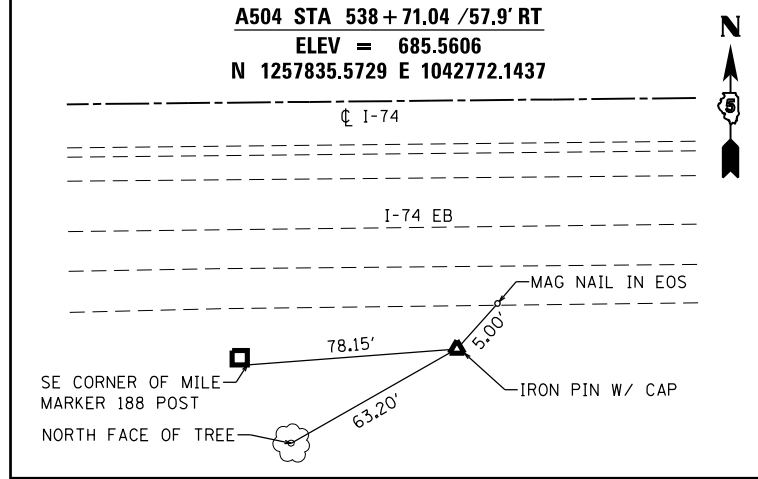 A504 STA 538+71.04 /57.9' RT
ELEV = 685.5606
N 1257835.5729 E 1042772.1437
N
5
℄ I-74
I-74 EB
MAG NAIL IN EOS
78.15'
5.00'
SE CORNER OF MILE
MARKER 188 POST
IRON PIN W/ CAP
63.20'
NORTH FACE OF TREE